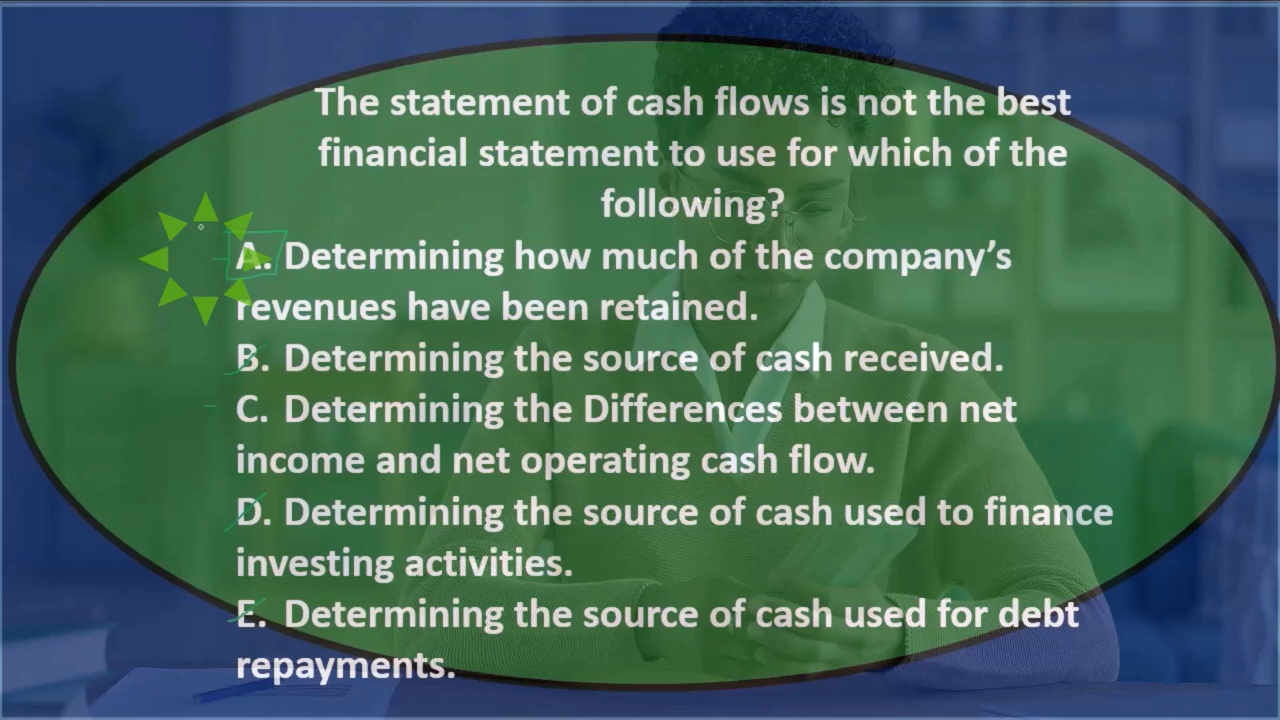 The statement of cash flows is not the best
financial statement to use for which of the
following?
A. Determining how much of the company’s
revenues have been retained.
B. Determining the source of cash received.
C. Determining the Differences between net
income and net operating cash flow.
D. Determining the source of cash used to finance
investing activities.
E. Determining the source of cash used for debt
repayments.